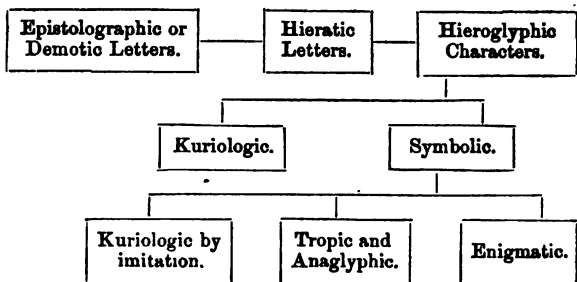 Epistolographic or
Demotic Letters.
Hieratic
Letters.
Hieroglyphic
Characters.
Kuriologic.
Symbolic.
Kuriologic by
imitation.
Tropic and
Anaglyphic.
Enigmatic.